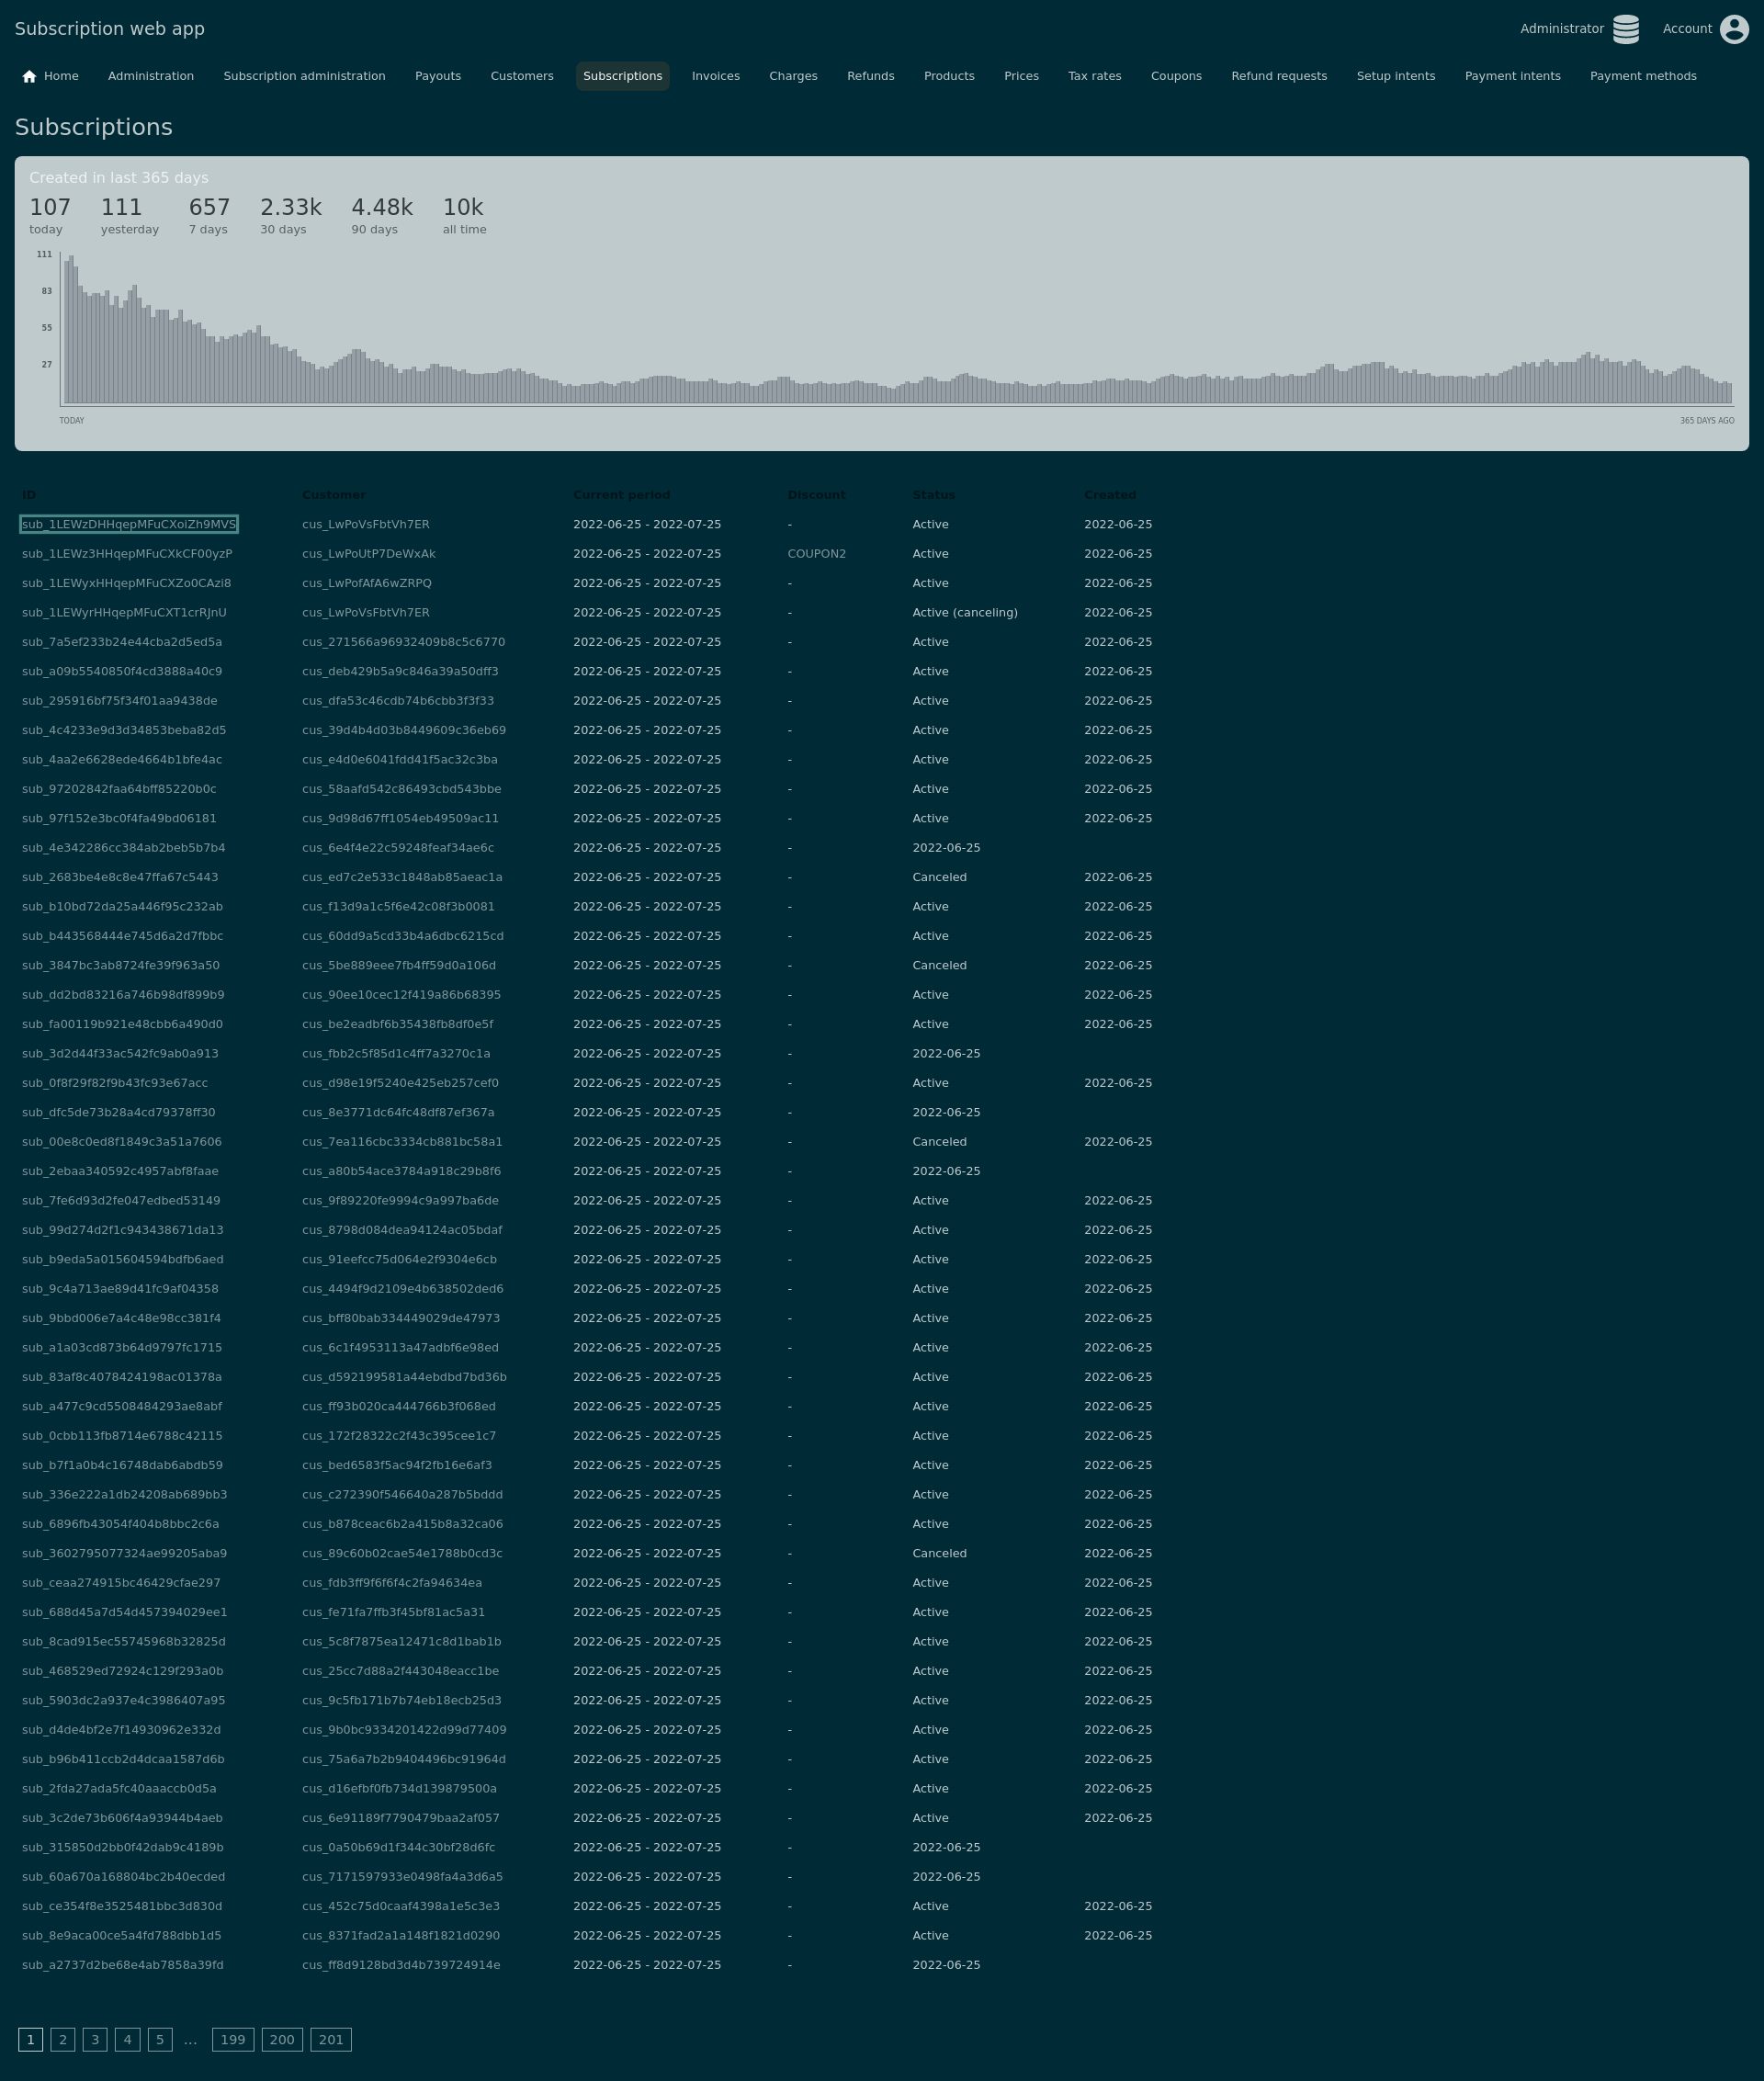 Subscription web app Administrator Account
Home Administration Subscription administration Payouts Customers Subscriptions Invoices Charges Refunds Products Prices Tax rates Coupons Refund requests Setup intents Payment intents Payment methods
Subscriptions
Created in last 365 days
107 111 657 2.33k 4.48k 10k
today yesterday 7 days 30 days 90 days all time
111
83
55
27
TODAY 365 DAYS AGO
ID Customer Current period Discount Status Created
sub_1LEWzDHHqepMFuCXoiZh9MVS cus_LwPoVsFbtVh7ER 2022-06-25 - 2022-07-25 - Active 2022-06-25
sub_1LEWz3HHqepMFuCXkCF00yzP cus_LwPoUtP7DeWxAk 2022-06-25 - 2022-07-25 COUPON2 Active 2022-06-25
sub_1LEWyxHHqepMFuCXZo0CAzi8 cus_LwPofAfA6wZRPQ 2022-06-25 - 2022-07-25 - Active 2022-06-25
sub_1LEWyrHHqepMFuCXT1crRJnU cus_LwPoVsFbtVh7ER 2022-06-25 - 2022-07-25 - Active (canceling) 2022-06-25
sub_7a5ef233b24e44cba2d5ed5a cus_271566a96932409b8c5c6770 2022-06-25 - 2022-07-25 - Active 2022-06-25
sub_a09b5540850f4cd3888a40c9 cus_deb429b5a9c846a39a50dff3 2022-06-25 - 2022-07-25 - Active 2022-06-25
sub_295916bf75f34f01aa9438de cus_dfa53c46cdb74b6cbb3f3f33 2022-06-25 - 2022-07-25 - Active 2022-06-25
sub_4c4233e9d3d34853beba82d5 cus_39d4b4d03b8449609c36eb69 2022-06-25 - 2022-07-25 - Active 2022-06-25
sub_4aa2e6628ede4664b1bfe4ac cus_e4d0e6041fdd41f5ac32c3ba 2022-06-25 - 2022-07-25 - Active 2022-06-25
sub_97202842faa64bff85220b0c cus_58aafd542c86493cbd543bbe 2022-06-25 - 2022-07-25 - Active 2022-06-25
sub_97f152e3bc0f4fa49bd06181 cus_9d98d67ff1054eb49509ac11 2022-06-25 - 2022-07-25 - Active 2022-06-25
sub_4e342286cc384ab2beb5b7b4 cus_6e4f4e22c59248feaf34ae6c 2022-06-25 - 2022-07-25 - 2022-06-25
sub_2683be4e8c8e47ffa67c5443 cus_ed7c2e533c1848ab85aeac1a 2022-06-25 - 2022-07-25 - Canceled 2022-06-25
sub_b10bd72da25a446f95c232ab cus_f13d9a1c5f6e42c08f3b0081 2022-06-25 - 2022-07-25 - Active 2022-06-25
sub_b443568444e745d6a2d7fbbc cus_60dd9a5cd33b4a6dbc6215cd 2022-06-25 - 2022-07-25 - Active 2022-06-25
sub_3847bc3ab8724fe39f963a50 cus_5be889eee7fb4ff59d0a106d 2022-06-25 - 2022-07-25 - Canceled 2022-06-25
sub_dd2bd83216a746b98df899b9 cus_90ee10cec12f419a86b68395 2022-06-25 - 2022-07-25 - Active 2022-06-25
sub_fa00119b921e48cbb6a490d0 cus_be2eadbf6b35438fb8df0e5f 2022-06-25 - 2022-07-25 - Active 2022-06-25
sub_3d2d44f33ac542fc9ab0a913 cus_fbb2c5f85d1c4ff7a3270c1a 2022-06-25 - 2022-07-25 - 2022-06-25
sub_0f8f29f82f9b43fc93e67acc cus_d98e19f5240e425eb257cef0 2022-06-25 - 2022-07-25 - Active 2022-06-25
sub_dfc5de73b28a4cd79378ff30 cus_8e3771dc64fc48df87ef367a 2022-06-25 - 2022-07-25 - 2022-06-25
sub_00e8c0ed8f1849c3a51a7606 cus_7ea116cbc3334cb881bc58a1 2022-06-25 - 2022-07-25 - Canceled 2022-06-25
sub_2ebaa340592c4957abf8faae cus_a80b54ace3784a918c29b8f6 2022-06-25 - 2022-07-25 - 2022-06-25
sub_7fe6d93d2fe047edbed53149 cus_9f89220fe9994c9a997ba6de 2022-06-25 - 2022-07-25 - Active 2022-06-25
sub_99d274d2f1c943438671da13 cus_8798d084dea94124ac05bdaf 2022-06-25 - 2022-07-25 - Active 2022-06-25
sub_b9eda5a015604594bdfb6aed cus_91eefcc75d064e2f9304e6cb 2022-06-25 - 2022-07-25 - Active 2022-06-25
sub_9c4a713ae89d41fc9af04358 cus_4494f9d2109e4b638502ded6 2022-06-25 - 2022-07-25 - Active 2022-06-25
sub_9bbd006e7a4c48e98cc381f4 cus_bff80bab334449029de47973 2022-06-25 - 2022-07-25 - Active 2022-06-25
sub_a1a03cd873b64d9797fc1715 cus_6c1f4953113a47adbf6e98ed 2022-06-25 - 2022-07-25 - Active 2022-06-25
sub_83af8c4078424198ac01378a cus_d592199581a44ebdbd7bd36b 2022-06-25 - 2022-07-25 - Active 2022-06-25
sub_a477c9cd5508484293ae8abf cus_ff93b020ca444766b3f068ed 2022-06-25 - 2022-07-25 - Active 2022-06-25
sub_0cbb113fb8714e6788c42115 cus_172f28322c2f43c395cee1c7 2022-06-25 - 2022-07-25 - Active 2022-06-25
sub_b7f1a0b4c16748dab6abdb59 cus_bed6583f5ac94f2fb16e6af3 2022-06-25 - 2022-07-25 - Active 2022-06-25
sub_336e222a1db24208ab689bb3 cus_c272390f546640a287b5bddd 2022-06-25 - 2022-07-25 - Active 2022-06-25
sub_6896fb43054f404b8bbc2c6a cus_b878ceac6b2a415b8a32ca06 2022-06-25 - 2022-07-25 - Active 2022-06-25
sub_3602795077324ae99205aba9 cus_89c60b02cae54e1788b0cd3c 2022-06-25 - 2022-07-25 - Canceled 2022-06-25
sub_ceaa274915bc46429cfae297 cus_fdb3ff9f6f6f4c2fa94634ea 2022-06-25 - 2022-07-25 - Active 2022-06-25
sub_688d45a7d54d457394029ee1 cus_fe71fa7ffb3f45bf81ac5a31 2022-06-25 - 2022-07-25 - Active 2022-06-25
sub_8cad915ec55745968b32825d cus_5c8f7875ea12471c8d1bab1b 2022-06-25 - 2022-07-25 - Active 2022-06-25
sub_468529ed72924c129f293a0b cus_25cc7d88a2f443048eacc1be 2022-06-25 - 2022-07-25 - Active 2022-06-25
sub_5903dc2a937e4c3986407a95 cus_9c5fb171b7b74eb18ecb25d3 2022-06-25 - 2022-07-25 - Active 2022-06-25
sub_d4de4bf2e7f14930962e332d cus_9b0bc9334201422d99d77409 2022-06-25 - 2022-07-25 - Active 2022-06-25
sub_b96b411ccb2d4dcaa1587d6b cus_75a6a7b2b9404496bc91964d 2022-06-25 - 2022-07-25 - Active 2022-06-25
sub_2fda27ada5fc40aaaccb0d5a cus_d16efbf0fb734d139879500a 2022-06-25 - 2022-07-25 - Active 2022-06-25
sub_3c2de73b606f4a93944b4aeb cus_6e91189f7790479baa2af057 2022-06-25 - 2022-07-25 - Active 2022-06-25
sub_315850d2bb0f42dab9c4189b cus_0a50b69d1f344c30bf28d6fc 2022-06-25 - 2022-07-25 - 2022-06-25
sub_60a670a168804bc2b40ecded cus_7171597933e0498fa4a3d6a5 2022-06-25 - 2022-07-25 - 2022-06-25
sub_ce354f8e3525481bbc3d830d cus_452c75d0caaf4398a1e5c3e3 2022-06-25 - 2022-07-25 - Active 2022-06-25
sub_8e9aca00ce5a4fd788dbb1d5 cus_8371fad2a1a148f1821d0290 2022-06-25 - 2022-07-25 - Active 2022-06-25
sub_a2737d2be68e4ab7858a39fd cus_ff8d9128bd3d4b739724914e 2022-06-25 - 2022-07-25 - 2022-06-25
1 2 3 4 5 ... 199 200 201